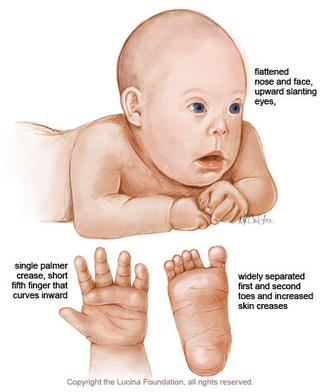 flattened
nose and face,
upward slanting
eyes,
single palmer
crease, short
fifth finger that
curves inward
widely separated
first and second
toes and increased
skin creases
Copyright the Lucina Foundation, all rights reserved.